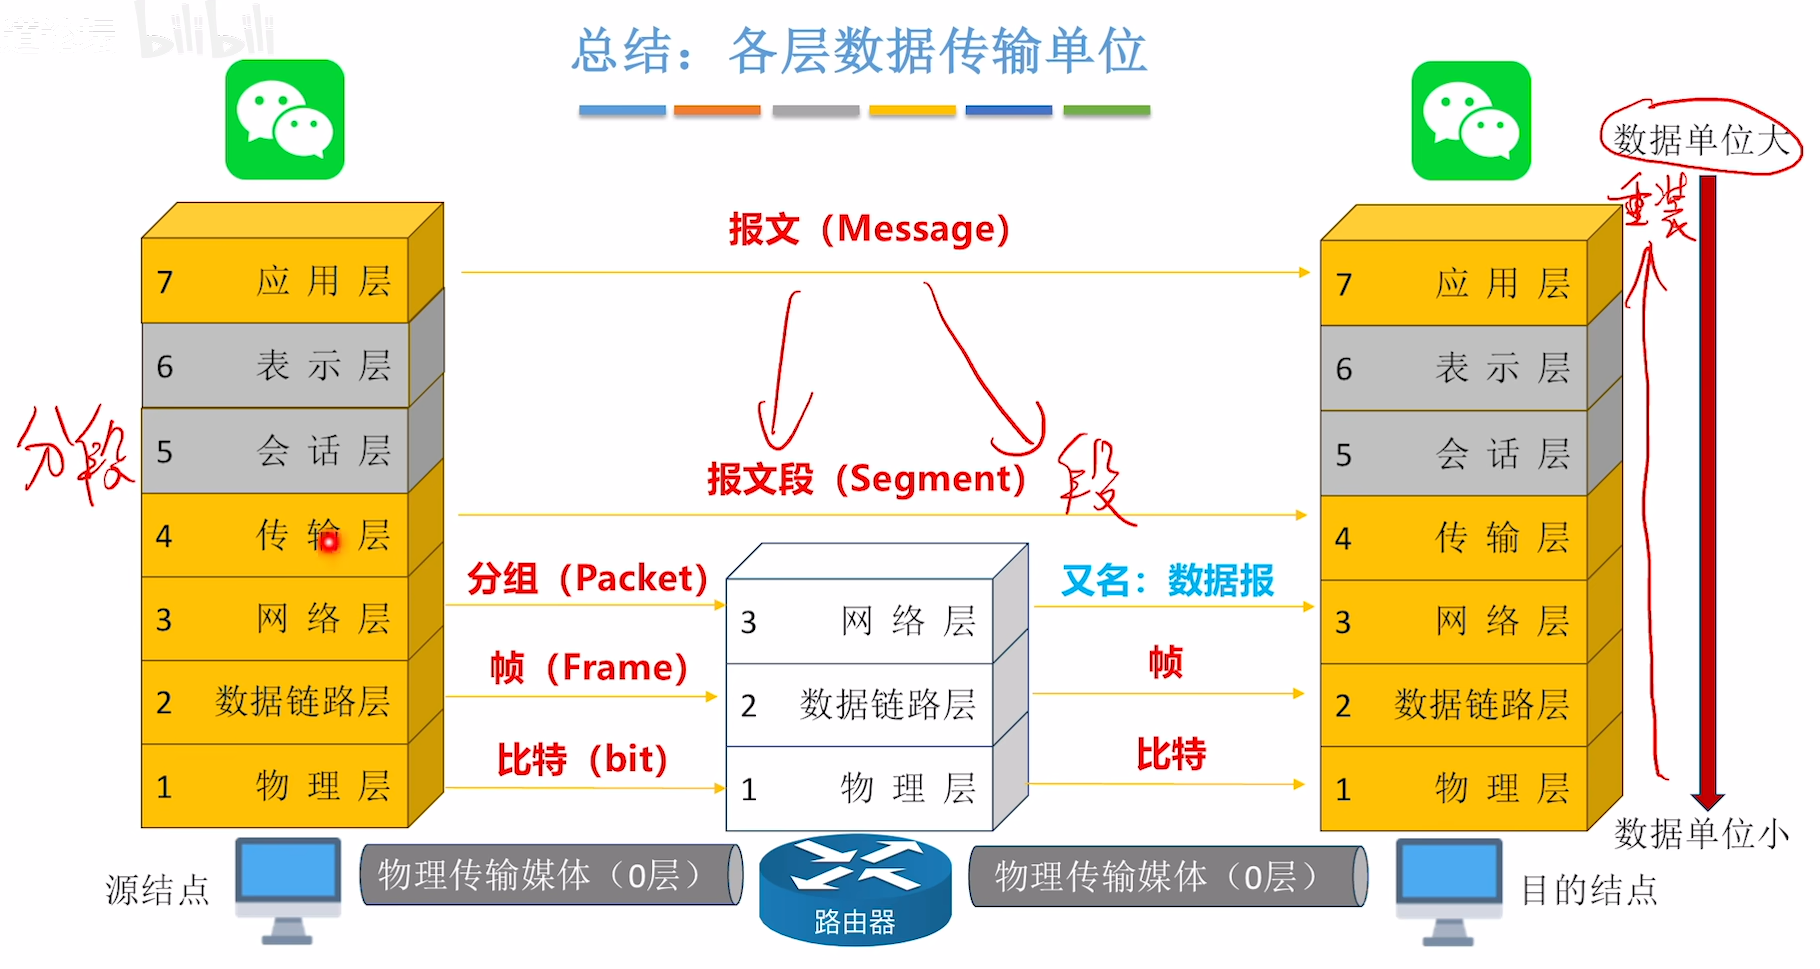 bilibili
总结：各层数据传输单位
数据单位大
重装
报文（Message）
7 应用层
6 表示层
5 会话层
4 传输层
3 网络层
2 数据链路层
1 物理层
分段
报文段（Segment）
段
分组（Packet）
又名：数据报
帧（Frame）
帧
比特（bit）
比特
3 网络层
2 数据链路层
1 物理层
7 应用层
6 表示层
5 会话层
4 传输层
3 网络层
2 数据链路层
1 物理层
数据单位小
源结点
物理传输媒体（0层）
路由器
物理传输媒体（0层）
目的结点